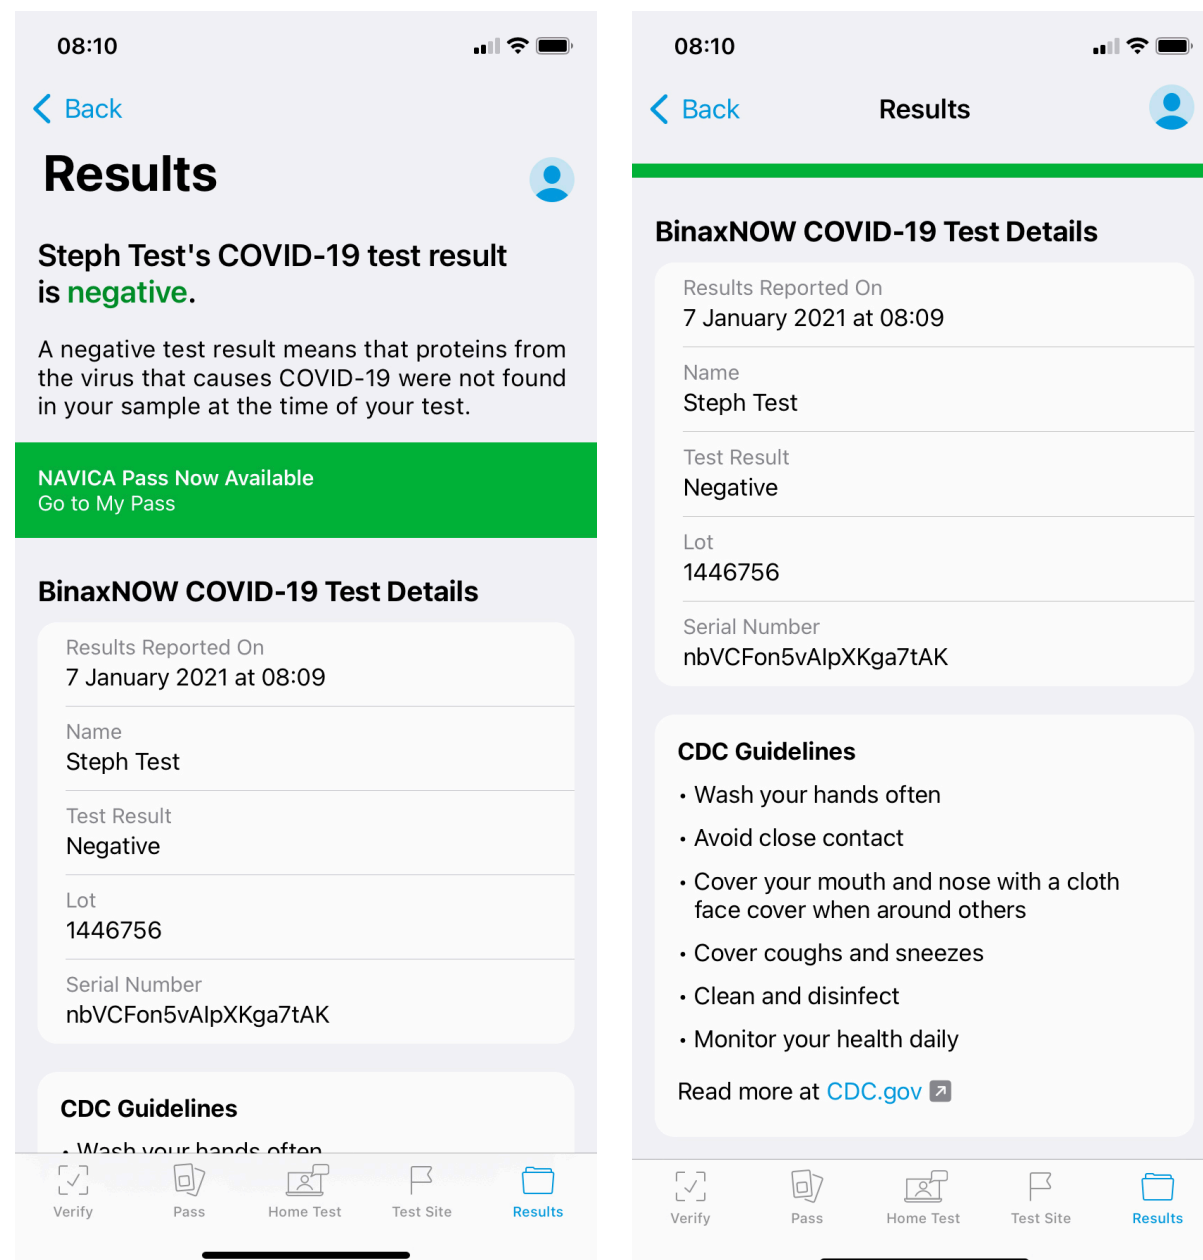 08:10
Back
Results
Steph Test's COVID-19 test result
is negative.
A negative test result means that proteins from
the virus that causes COVID-19 were not found
in your sample at the time of your test.
NAVICA Pass Now Available
Go to My Pass
BinaxNOW COVID-19 Test Details
Results Reported On
7 January 2021 at 08:09
Name
Steph Test
Test Result
Negative
Lot
1446756
Serial Number
nbVCFon5vAlpXKga7tAK
CDC Guidelines
• Wash your hands often
Verify
Pass
Home Test
Test Site
Results
08:10
Back
Results
BinaxNOW COVID-19 Test Details
Results Reported On
7 January 2021 at 08:09
Name
Steph Test
Test Result
Negative
Lot
1446756
Serial Number
nbVCFon5vAlpXKga7tAK
CDC Guidelines
• Wash your hands often
• Avoid close contact
• Cover your mouth and nose with a cloth
face cover when around others
• Cover coughs and sneezes
• Clean and disinfect
• Monitor your health daily
Read more at CDC.gov
Verify
Pass
Home Test
Test Site
Results